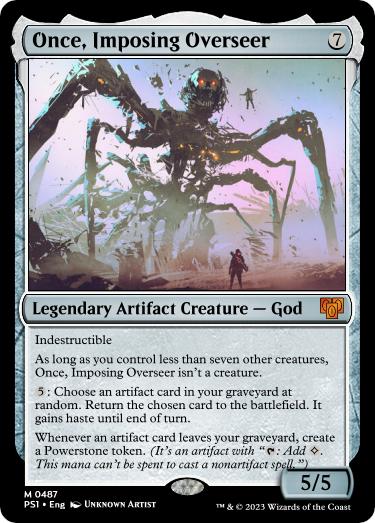 Once, Imposing Overseer 7
Legendary Artifact Creature — God
Indestructible
As long as you control less than seven other creatures,
Once, Imposing Overseer isn't a creature.
5: Choose an artifact card in your graveyard at
random. Return the chosen card to the battlefield. It
gains haste until end of turn.
Whenever an artifact card leaves your graveyard, create
a Powerstone token. (It's an artifact with “: Add .
This mana can't be spent to cast a nonartifact spell.”)
5/5
M 0487
PS1 • Eng Unknown Artist
™ & © 2023 Wizards of the Coast